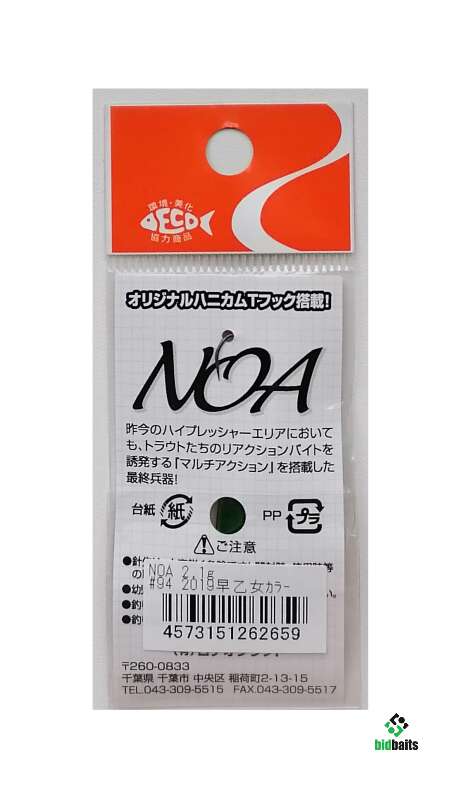 環境・美化
ECO
協力商品
オリジナルハニカムTフック搭載!
NOA
昨今のハイプレッシャーエリアにおいて
も、トラウトたちのリアクションバイトを
誘発する『マルチアクション』を搭載した
最終兵器!
台紙 紙 PP プラ
ご注意
NOA 2.1g
#94 2019早乙女カラー
4573151262659
〒260-0833
千葉県 千葉市 中央区 稲荷町2-13-15
TEL.043-309-5515 FAX.043-309-5517
bidbaits